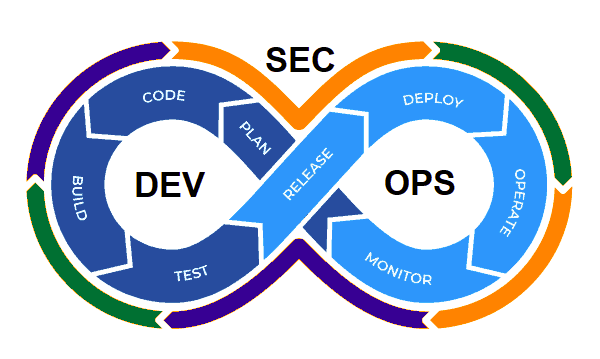 SEC
CODE
DEPLOY
PLAN
RELEASE
DEV
OPS
BUILD
OPERATE
TEST
MONITOR